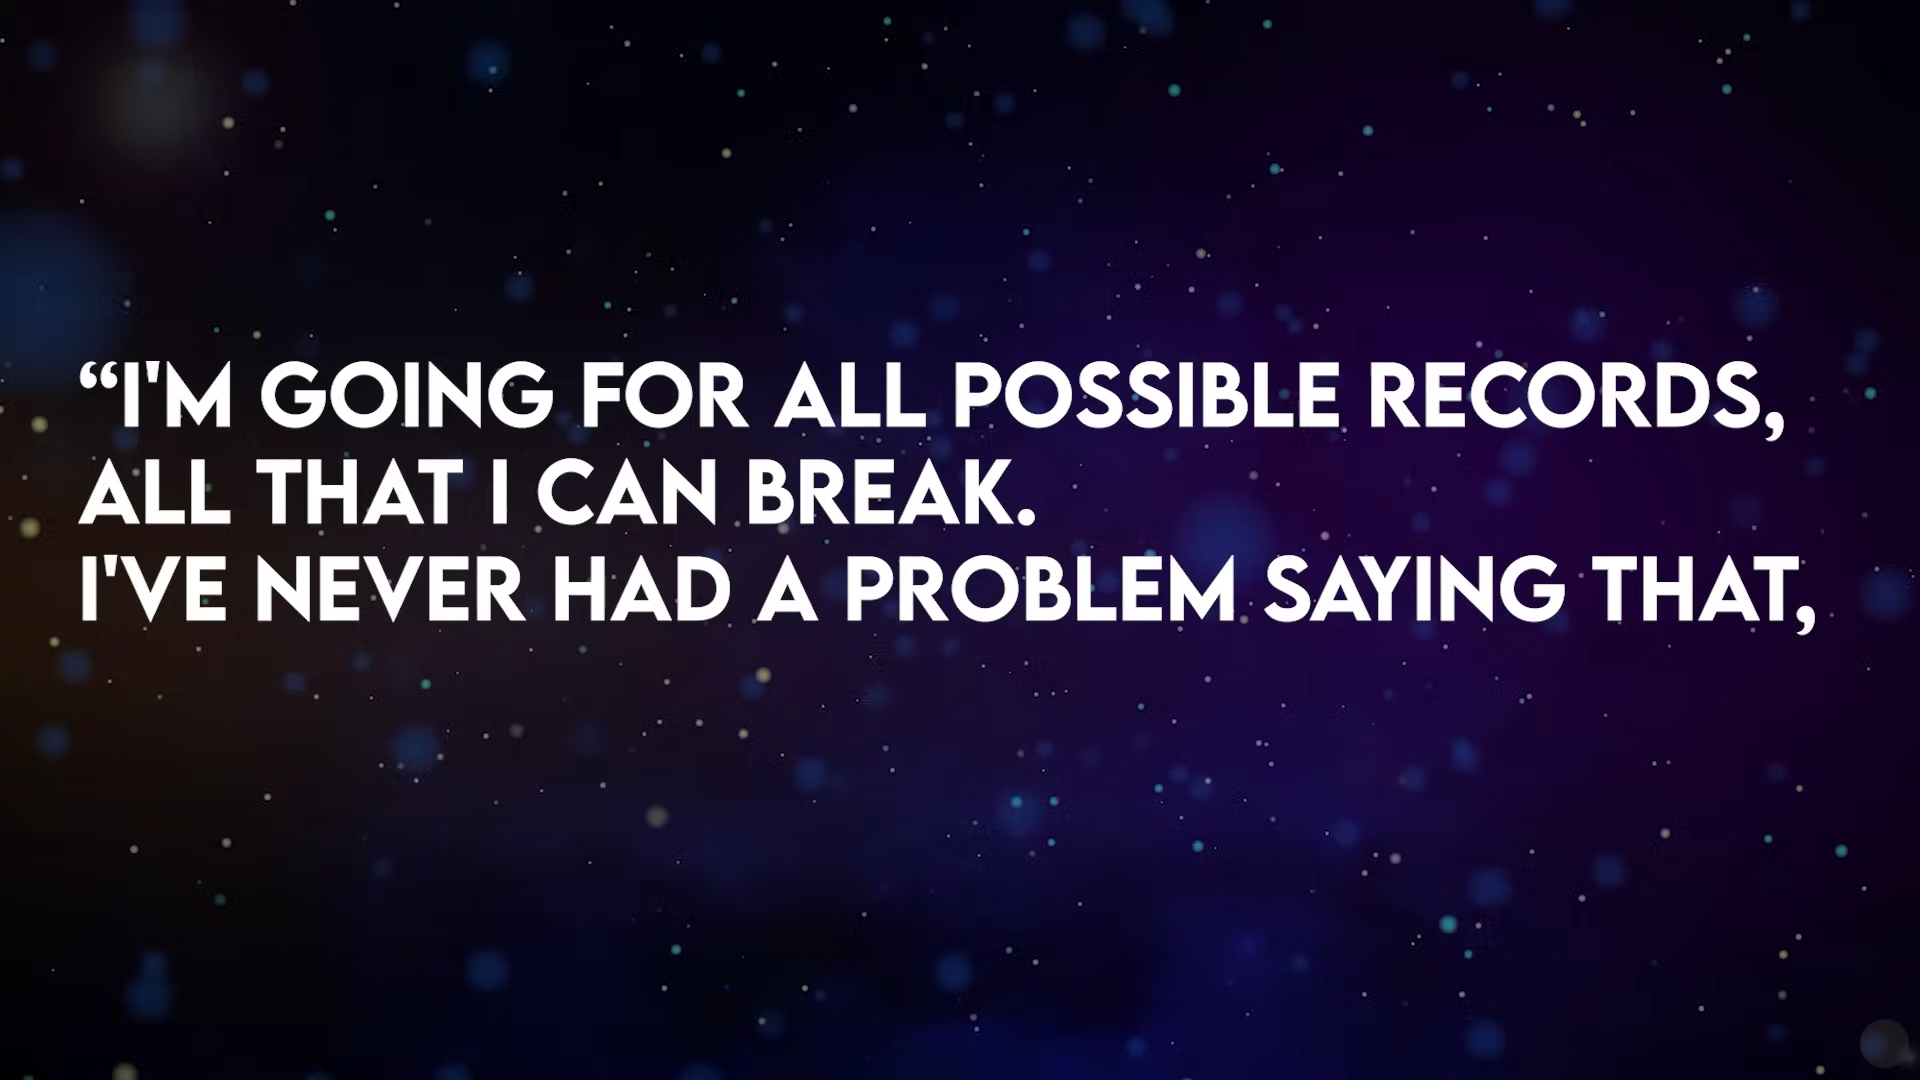 “I'M GOING FOR ALL POSSIBLE RECORDS,
ALL THAT I CAN BREAK.
I'VE NEVER HAD A PROBLEM SAYING THAT,